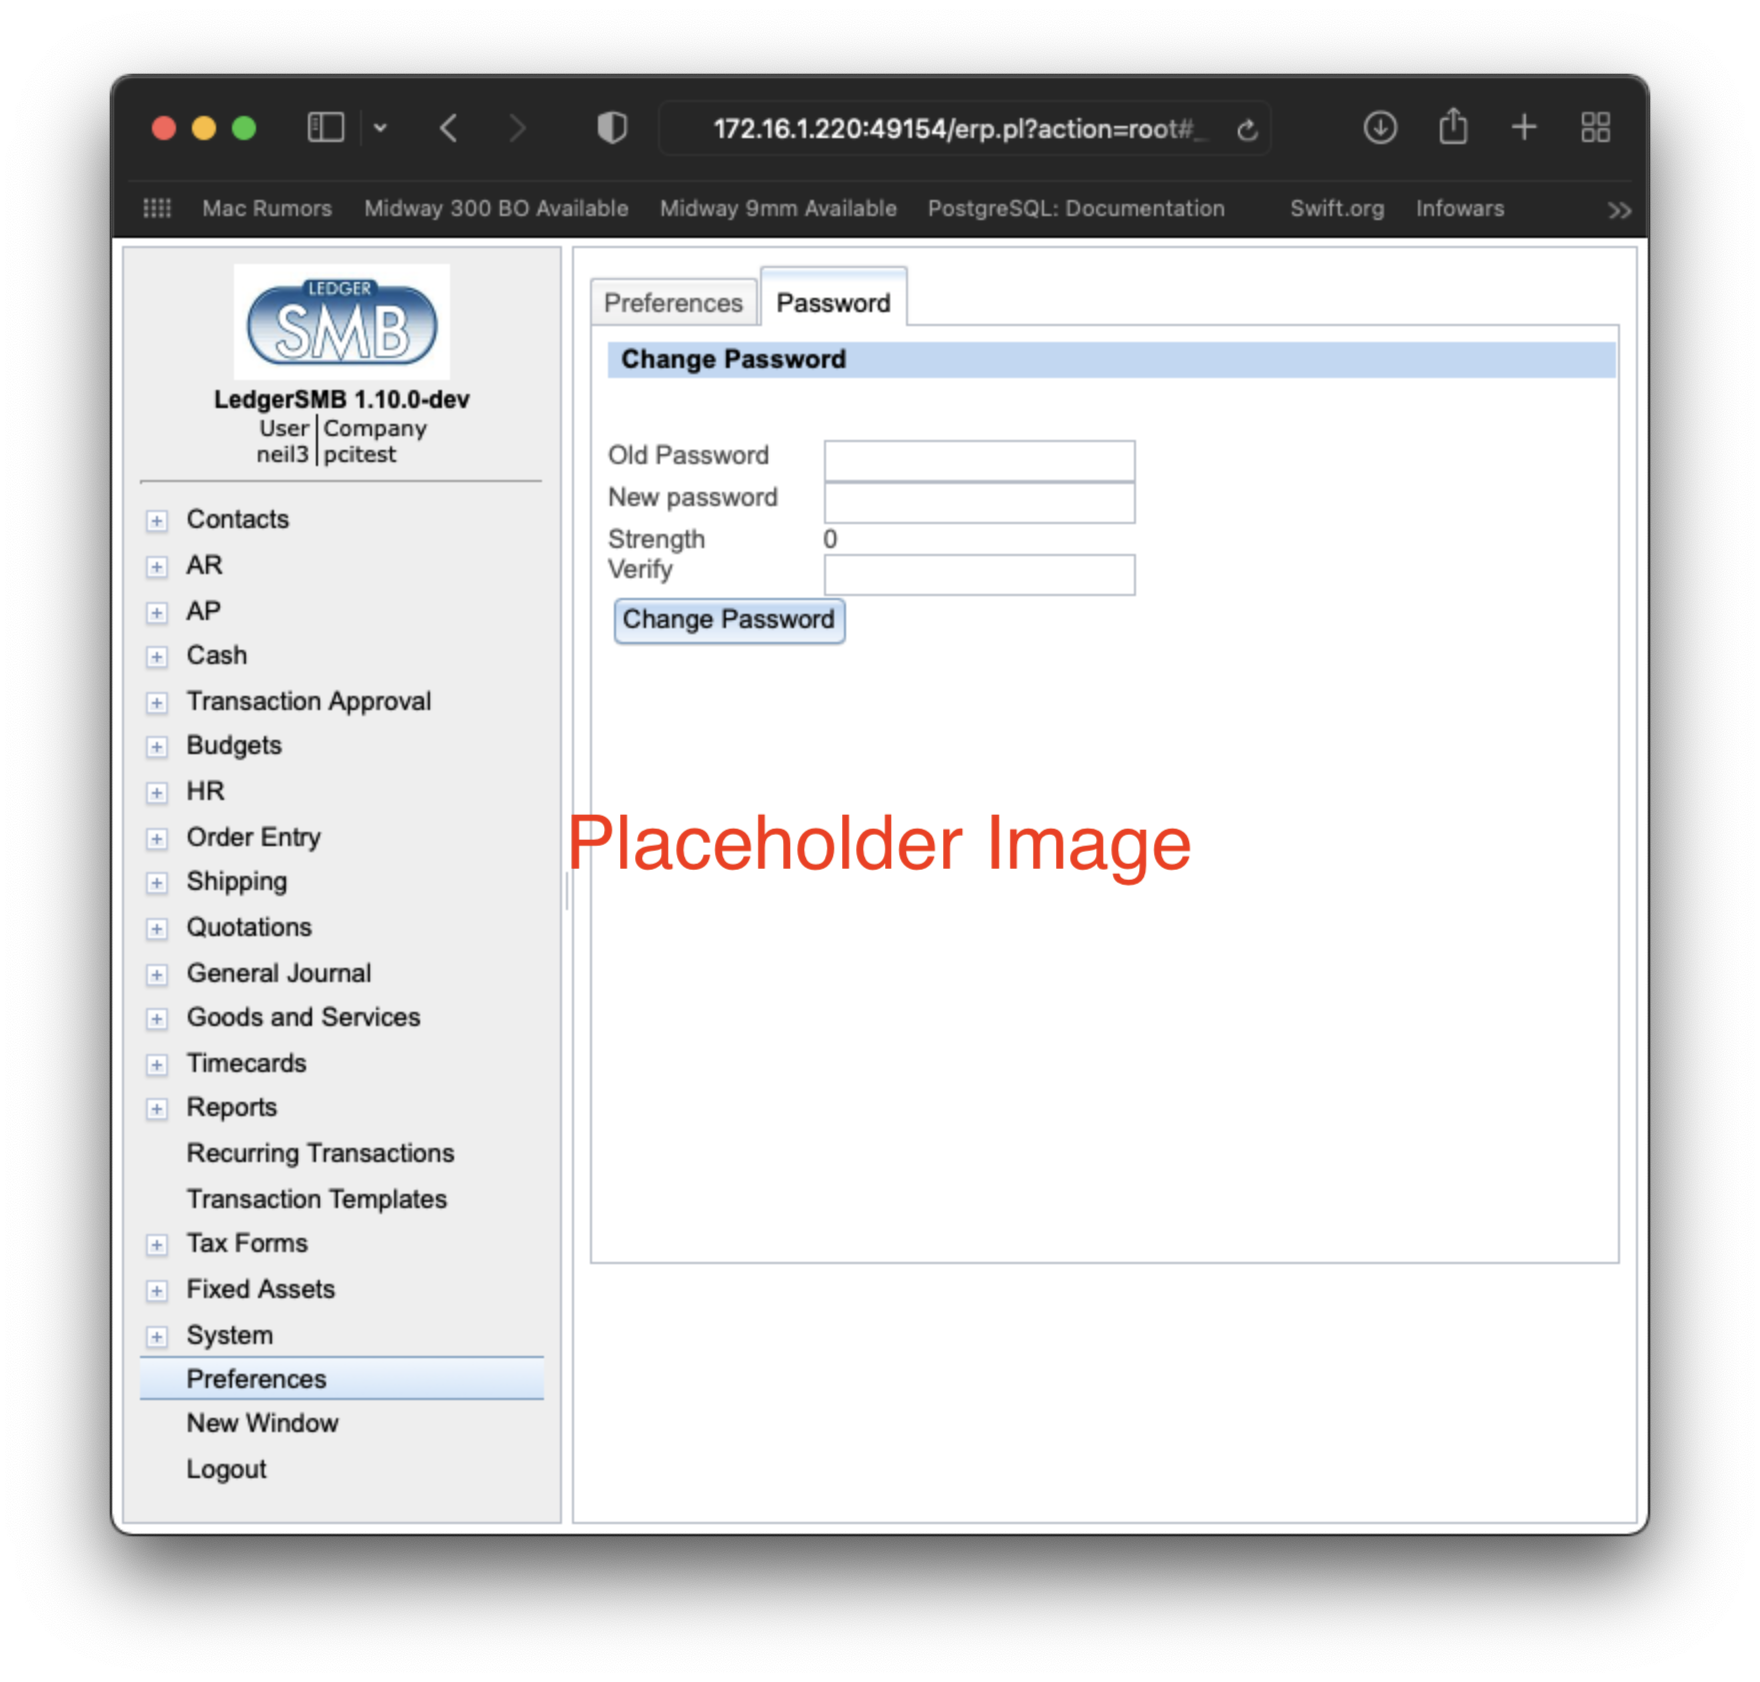 172.16.1.220:49154/erp.pl?action=root#_
Mac Rumors Midway 300 BO Available Midway 9mm Available PostgreSQL: Documentation Swift.org Infowars
LEDGER
SMB
LedgerSMB 1.10.0-dev
User Company
neil3 pcitest
Contacts
AR
AP
Cash
Transaction Approval
Budgets
HR
Order Entry
Shipping
Quotations
General Journal
Goods and Services
Timecards
Reports
Recurring Transactions
Transaction Templates
Tax Forms
Fixed Assets
System
Preferences
New Window
Logout
Preferences Password
Change Password
Old Password
New password
Strength 0
Verify
Change Password
Placeholder Image